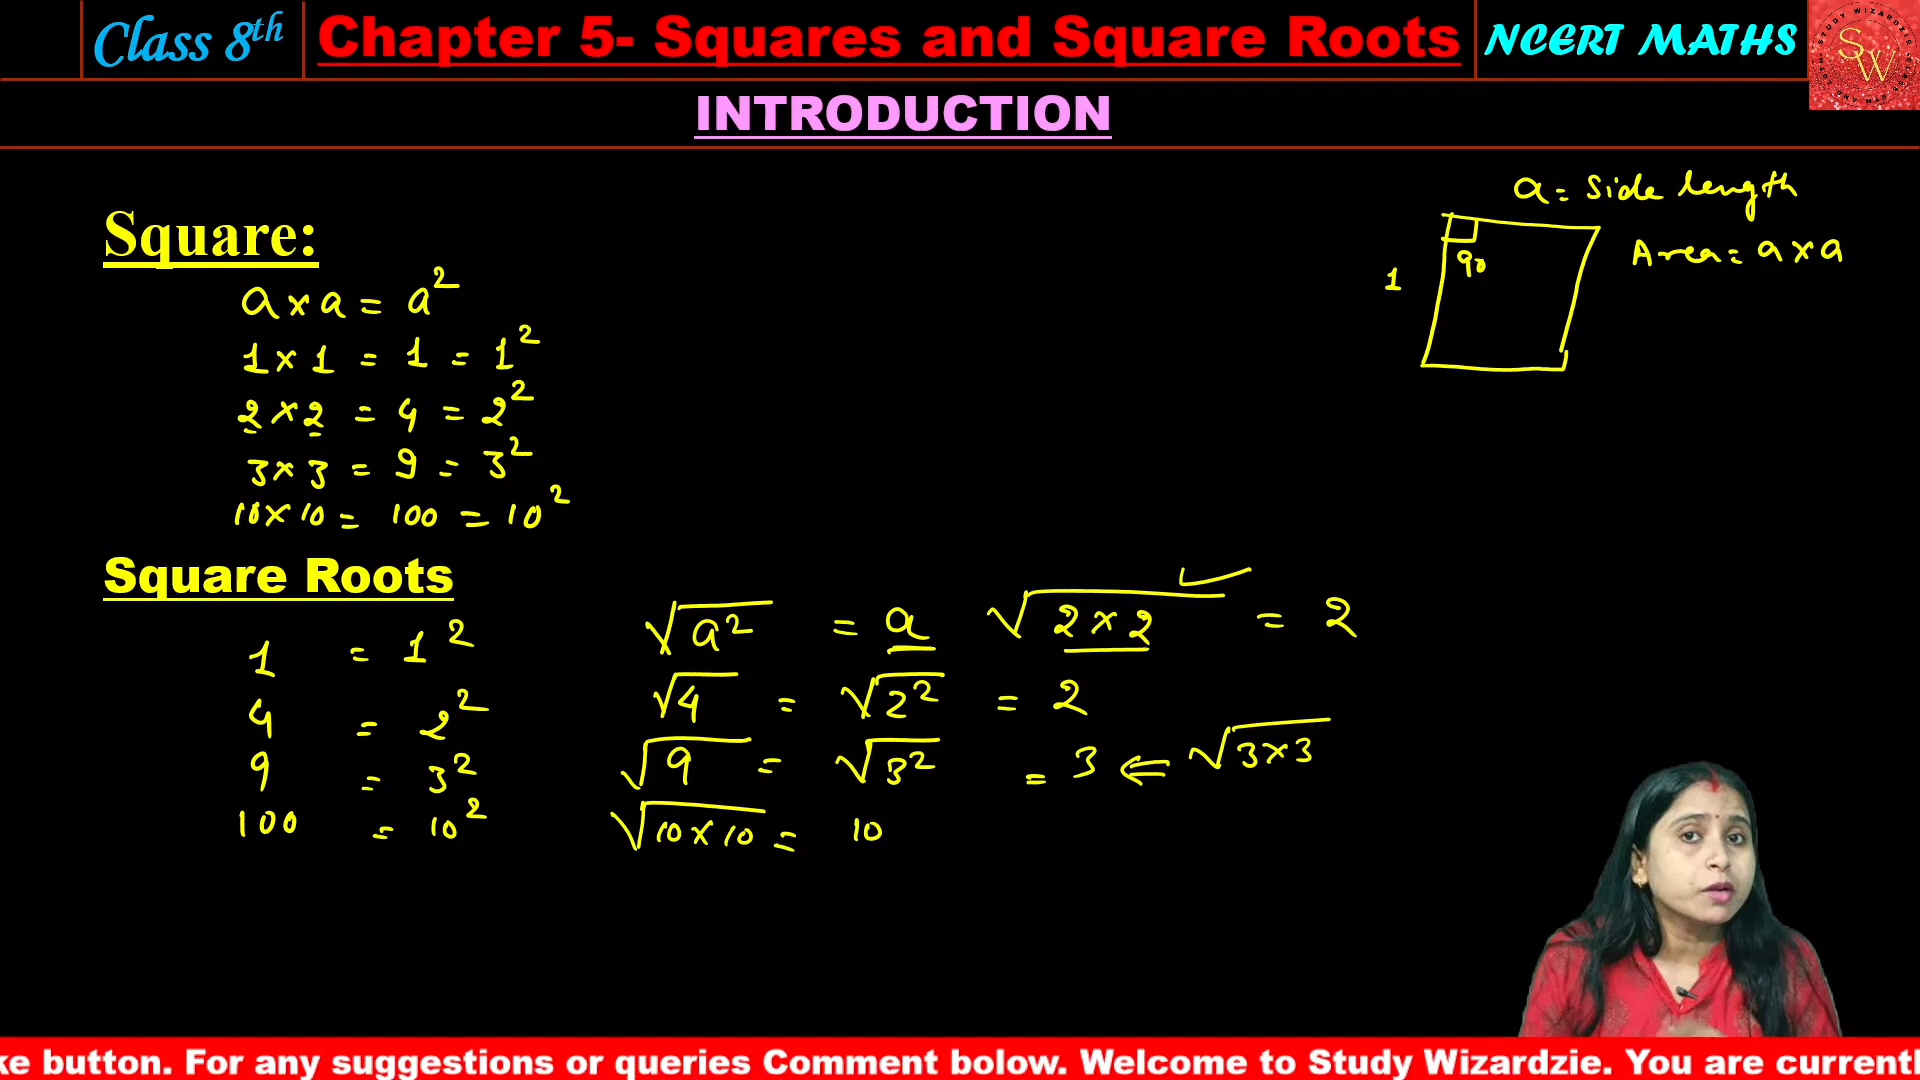 Class 8th
Chapter 5- Squares and Square Roots
NCERT MATHS
SW
INTRODUCTION
a = Side length
Area = a × a
1
90
Square:
a × a = a²
1 × 1 = 1 = 1²
2 × 2 = 4 = 2²
3 × 3 = 9 = 3²
10 × 10 = 100 = 10²
Square Roots
1 = 1²
4 = 2²
9 = 3²
100 = 10²
√a² = a √2 × 2 = 2
√4 = √2² = 2
√9 = √3² = 3 ⇐ √3×3
√10 × 10 = 10
ke button. For any suggestions or queries Comment bolow. Welcome to Study Wizardzie. You are currentl